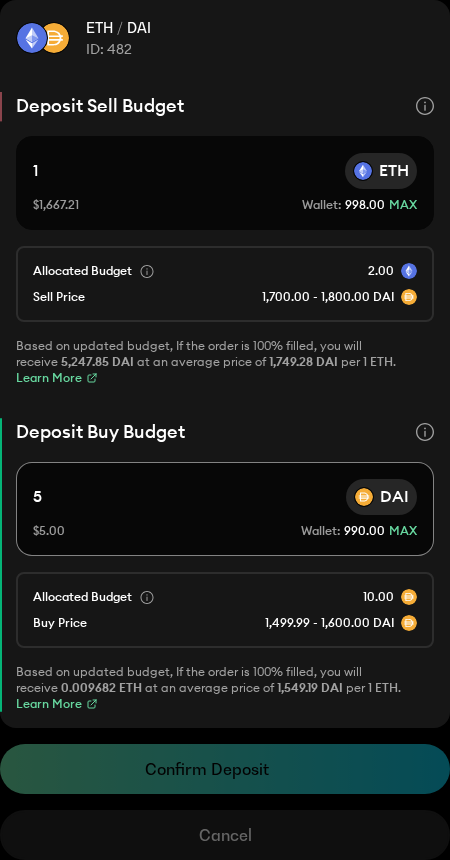 ETH / DAI
ID: 482
Deposit Sell Budget
1 ETH
$1,667.21 Wallet: 998.00 MAX
Allocated Budget 2.00
Sell Price 1,700.00 - 1,800.00 DAI
Based on updated budget, If the order is 100% filled, you will
receive 5,247.85 DAI at an average price of 1,749.28 DAI per 1 ETH.
Learn More
Deposit Buy Budget
5 DAI
$5.00 Wallet: 990.00 MAX
Allocated Budget 10.00
Buy Price 1,499.99 - 1,600.00 DAI
Based on updated budget, If the order is 100% filled, you will
receive 0.009682 ETH at an average price of 1,549.19 DAI per 1 ETH.
Learn More
Confirm Deposit
Cancel